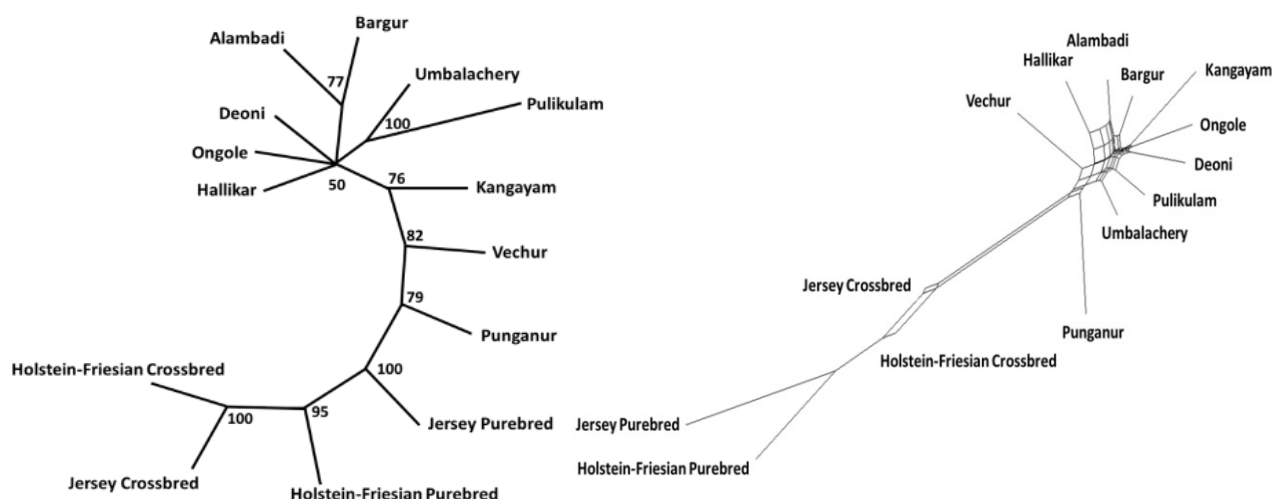 Bargur
Alambadi
77
Umbalachery
Pulikulam
100
Deoni
Ongole
Hallikar
50
76
Kangayam
82
Vechur
79
Punganur
100
Holstein-Friesian Crossbred
100
95
Jersey Purebred
Jersey Crossbred
Holstein-Friesian Purebred
Alambadi
Hallikar
Bargur
Kangayam
Vechur
Ongole
Deoni
Pulikulam
Umbalachery
Jersey Crossbred
Punganur
Holstein-Friesian Crossbred
Jersey Purebred
Holstein-Friesian Purebred